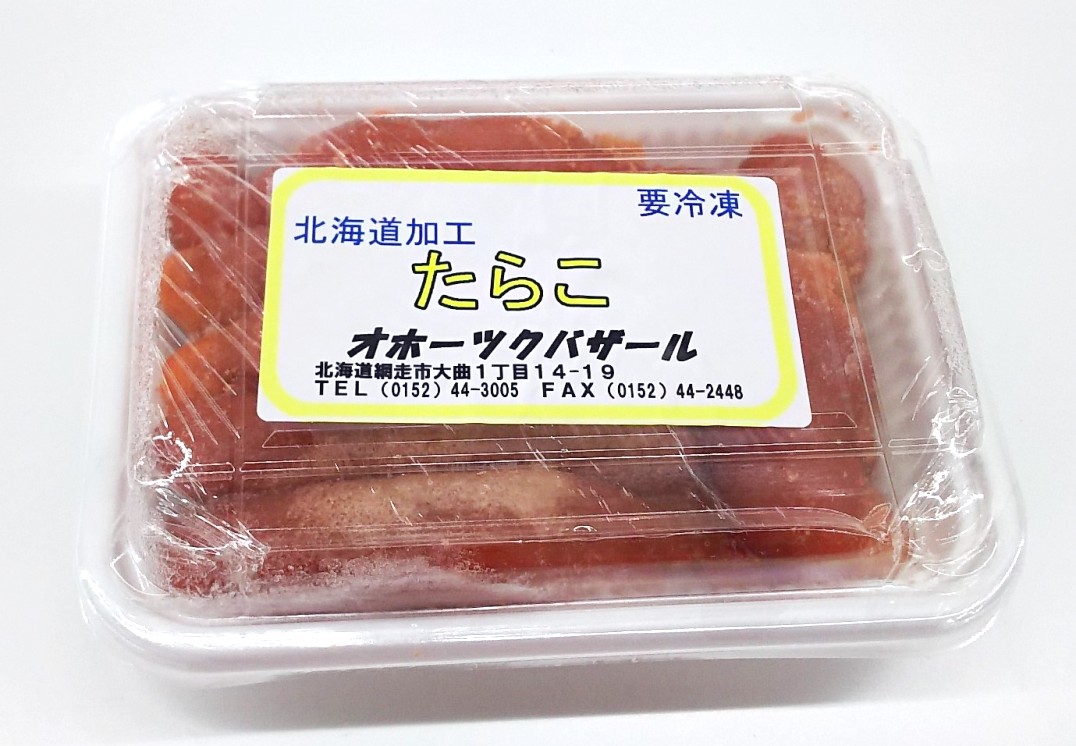 要冷凍
北海道加工
たらこ
オホーツクバザール
北海道網走市大曲1丁目14-19
TEL(0152)44-3005 FAX(0152)44-2448